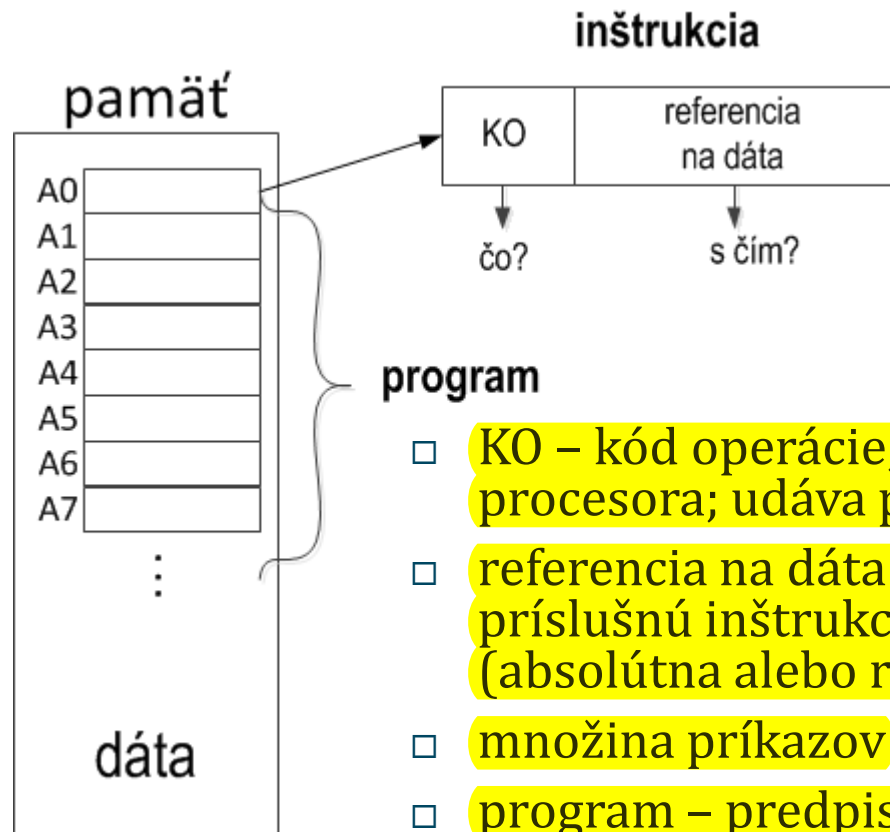 inštrukcia
pamäť
KO
referencia
na dáta
čo?
s čím?
A0
A1
A2
A3
A4
A5
A6
A7
program
KO – kód operácie,
procesora; udáva
referencia na dáta
príslušnú
(absolútna alebo
množina príkazov
program – predpis
dáta